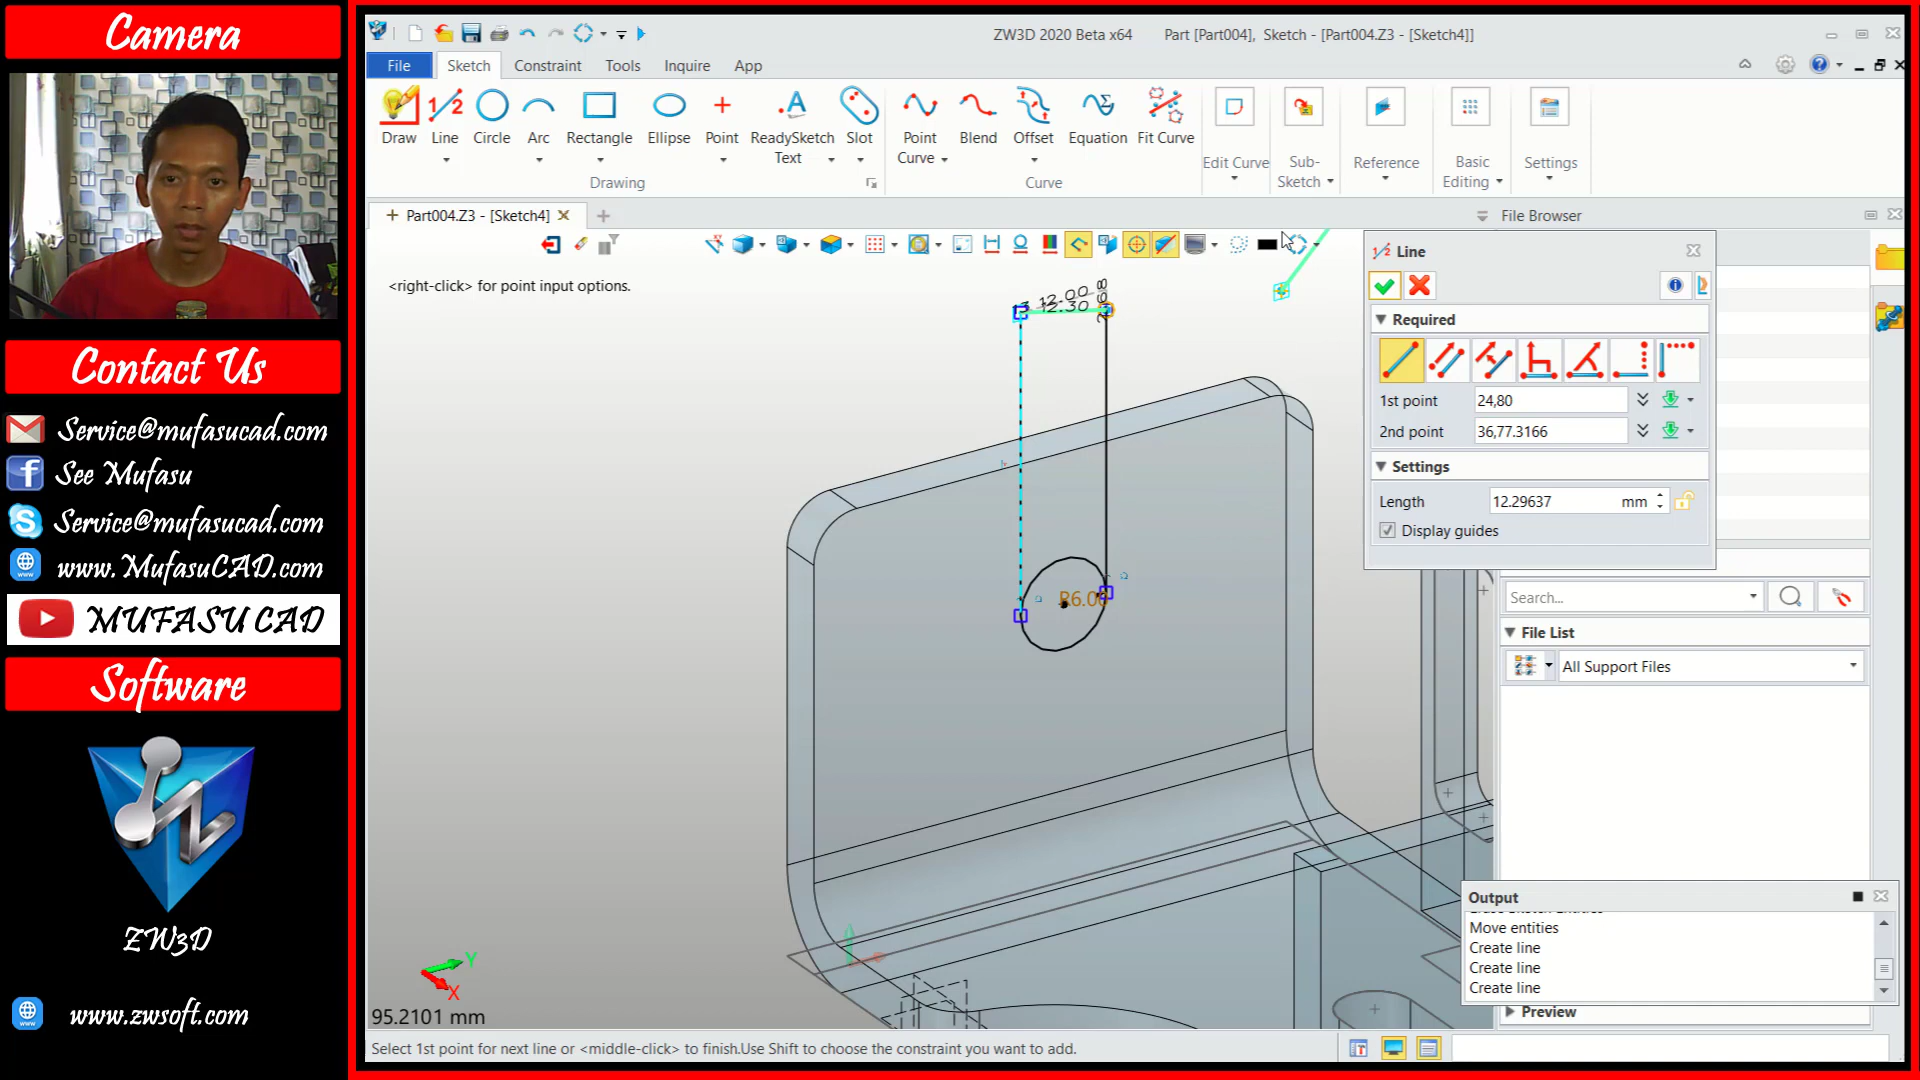 Camera
Contact Us
Service@mufasucad.com
See Mufasu
Service@mufasucad.com
www.MufasuCAD.com
MUFASU CAD
Software
ZW3D
www.zwsoft.com
ZW3D 2020 Beta x64 Part [Part004], Sketch - [Part004.Z3 - [Sketch4]]
File Sketch Constraint Tools Inquire App
Draw Line Circle Arc Rectangle Ellipse Point ReadySketch Text Slot
Drawing
Point Curve Blend Offset Equation Fit Curve
Curve
Edit Curve
Sub-Sketch
Reference
Basic Editing
Settings
Part004.Z3 - [Sketch4]
<right-click> for point input options.
12.00
12.30
R6.00
Y
X
95.2101 mm
Select 1st point for next line or <middle-click> to finish.Use Shift to choose the constraint you want to add.
File Browser
Line
Required
1st point 24,80
2nd point 36,77.3166
Settings
Length 12.29637 mm
Display guides
Search...
File List
All Support Files
Output
Move entities
Create line
Create line
Create line
Preview